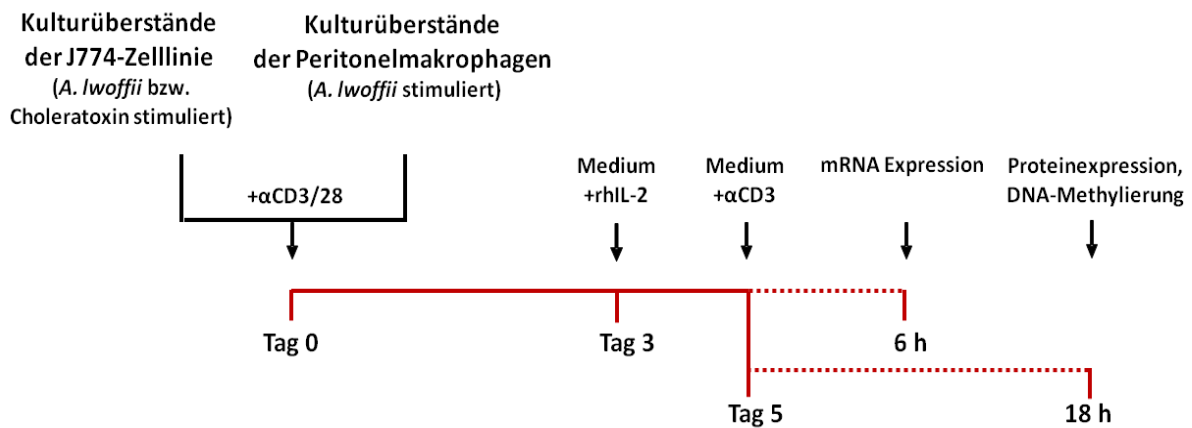 Kulturüberstände
der J774-Zelllinie
(A. lwoffii bzw.
Choleratoxin stimuliert)
Kulturüberstände
der Peritonelmakrophagen
(A. lwoffii stimuliert)
+αCD3/28
Medium
+rhIL-2
Medium
+αCD3
mRNA Expression
Proteinexpression,
DNA-Methylierung
Tag 0
Tag 3
6 h
Tag 5
18 h